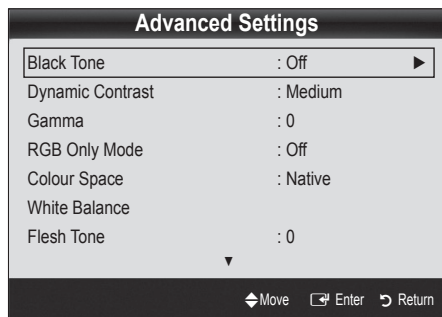 Advanced Settings
Black Tone : Off ►
Dynamic Contrast : Medium
Gamma : 0
RGB Only Mode : Off
Colour Space : Native
White Balance
Flesh Tone : 0
▼
Move Enter Return